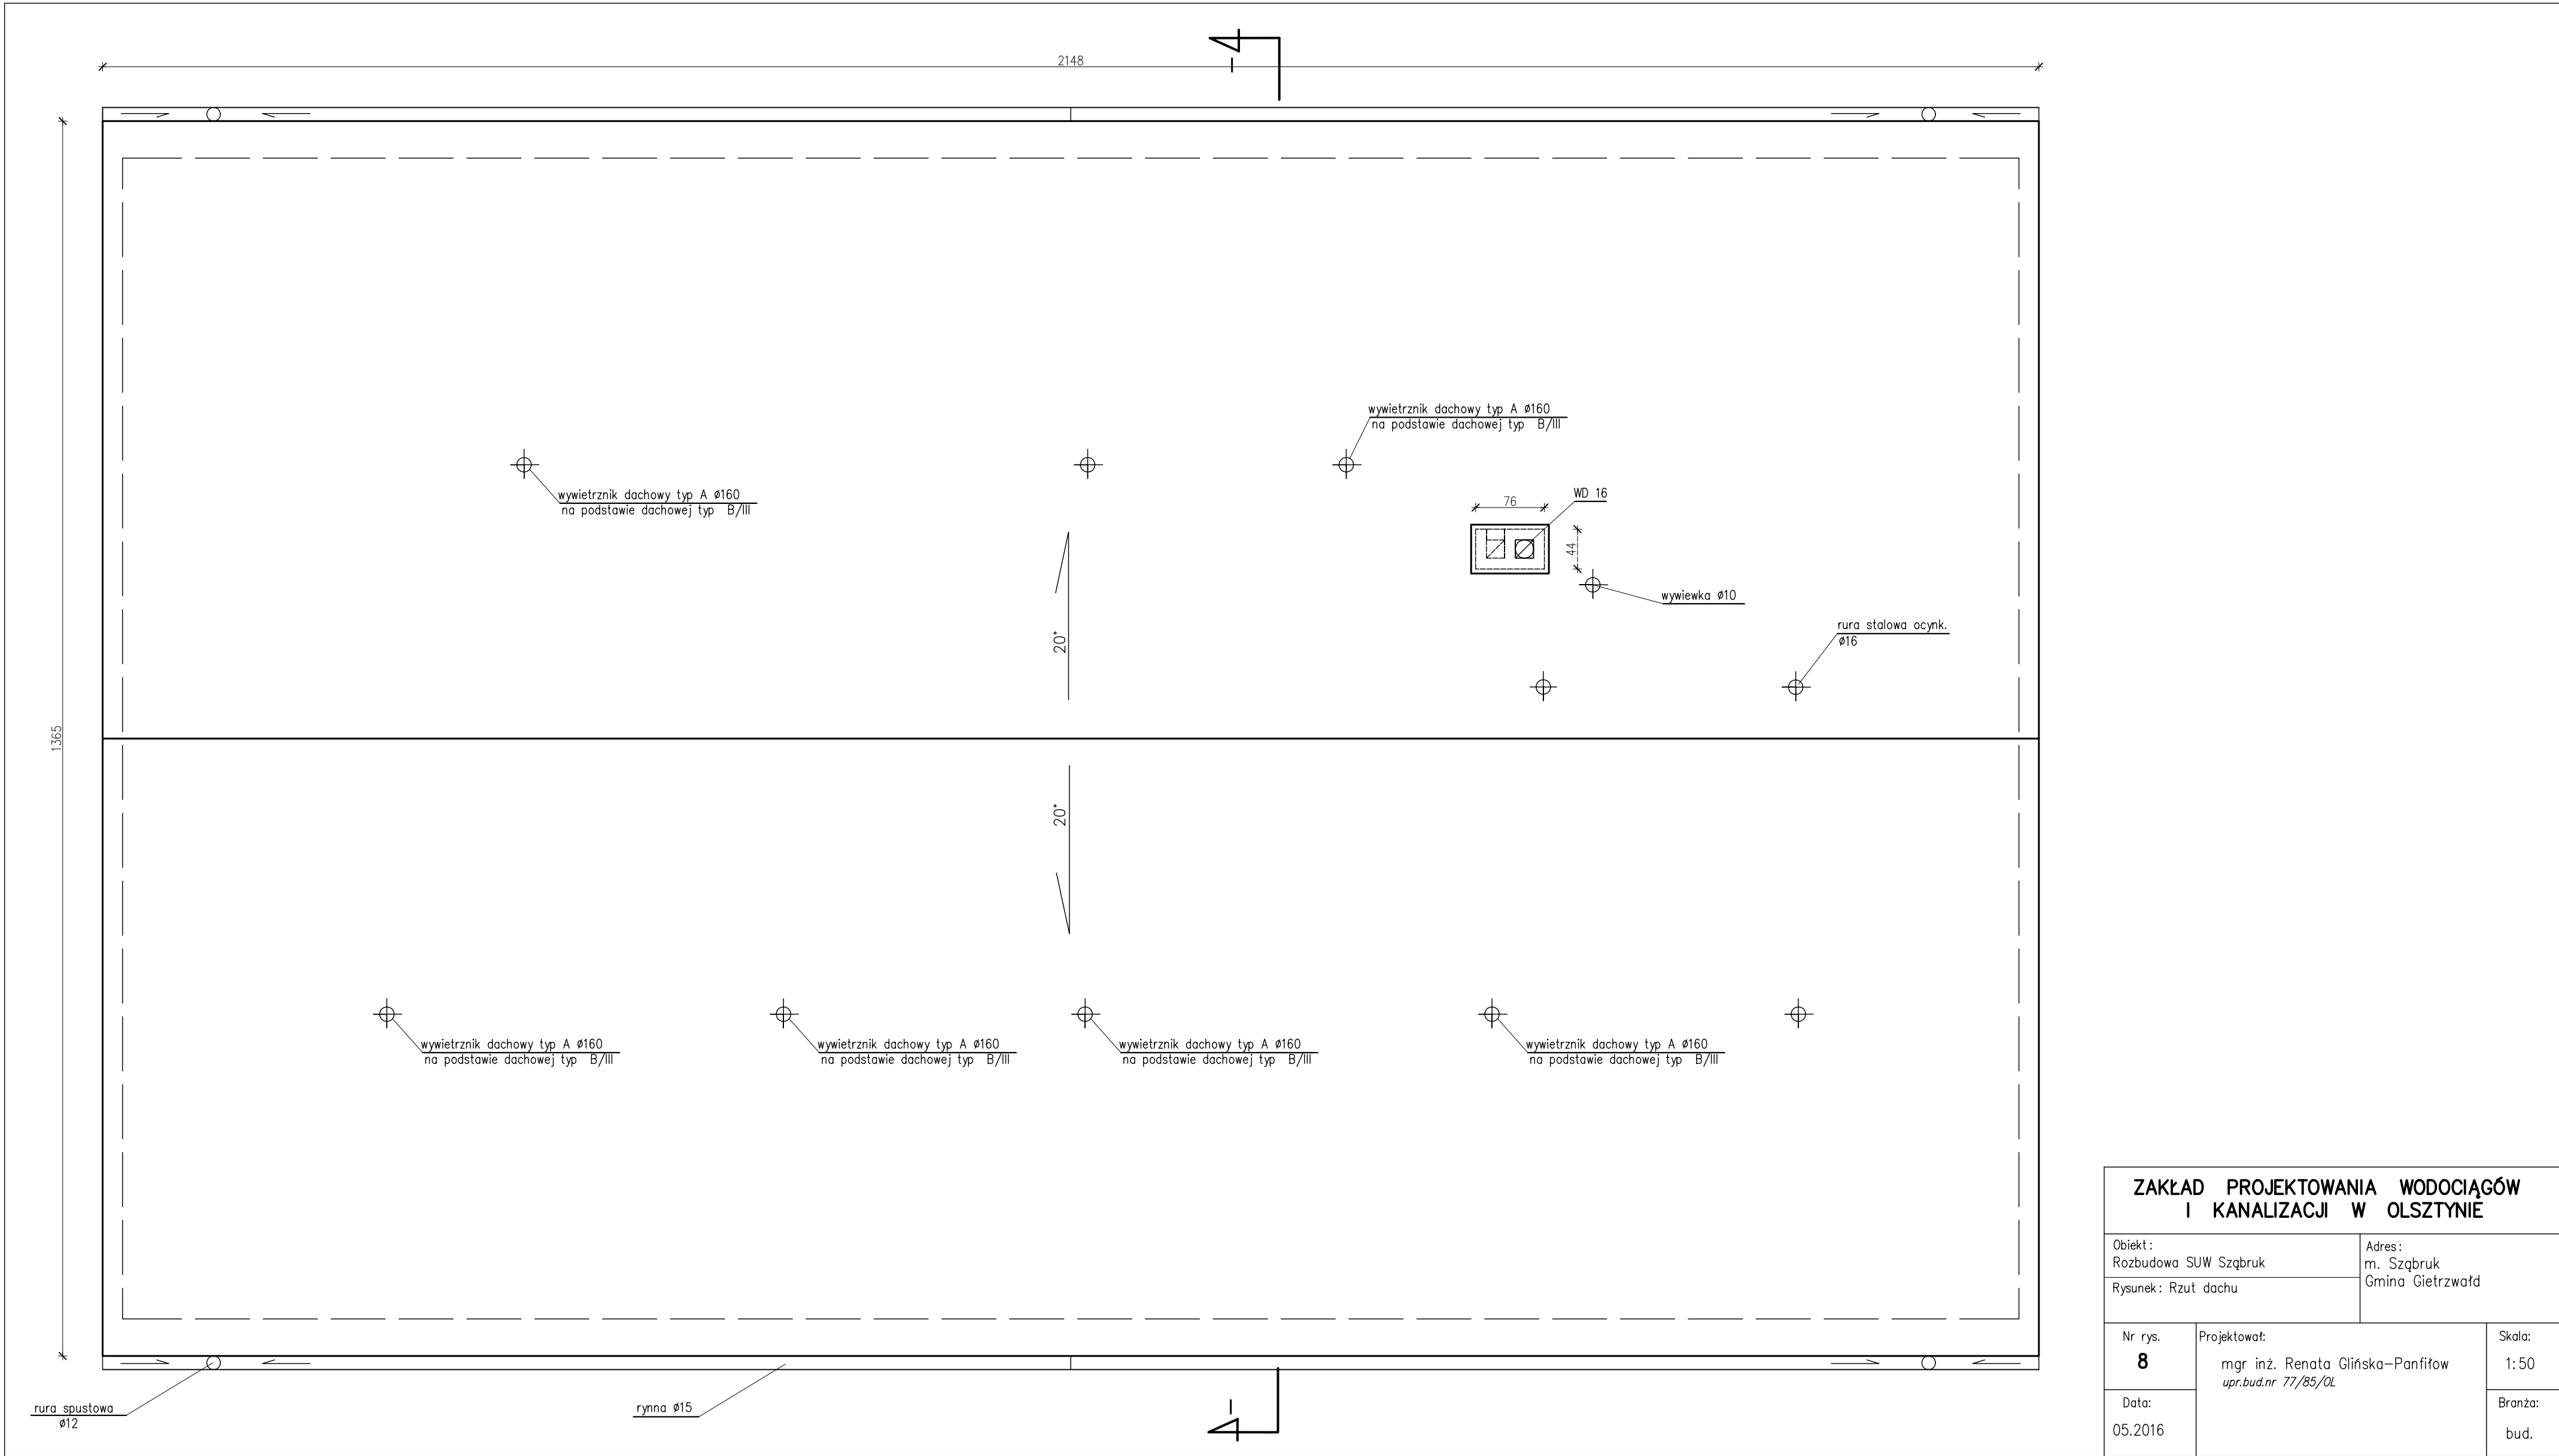 2148
1365
wywietrznik dachowy typ A ø160
na podstawie dachowej typ B/III
wywietrznik dachowy typ A ø160
na podstawie dachowej typ B/III
76
WD 16
44
wywiewka ø10
rura stalowa ocynk.
ø16
20°
20°
wywietrznik dachowy typ A ø160
na podstawie dachowej typ B/III
wywietrznik dachowy typ A ø160
na podstawie dachowej typ B/III
wywietrznik dachowy typ A ø160
na podstawie dachowej typ B/III
wywietrznik dachowy typ A ø160
na podstawie dachowej typ B/III
rura spustowa
ø12
rynna ø15
ZAKŁAD PROJEKTOWANIA WODOCIĄGÓW
I KANALIZACJI W OLSZTYNIE
Obiekt:
Rozbudowa SUW Sząbruk
Adres:
m. Sząbruk
Gmina Gietrzwałd
Rysunek: Rzut dachu
Nr rys.
8
Projektował:
mgr inż. Renata Glińska-Panfiłow
upr.bud.nr 77/85/OL
Skala:
1:50
Data:
05.2016
Branża:
bud.